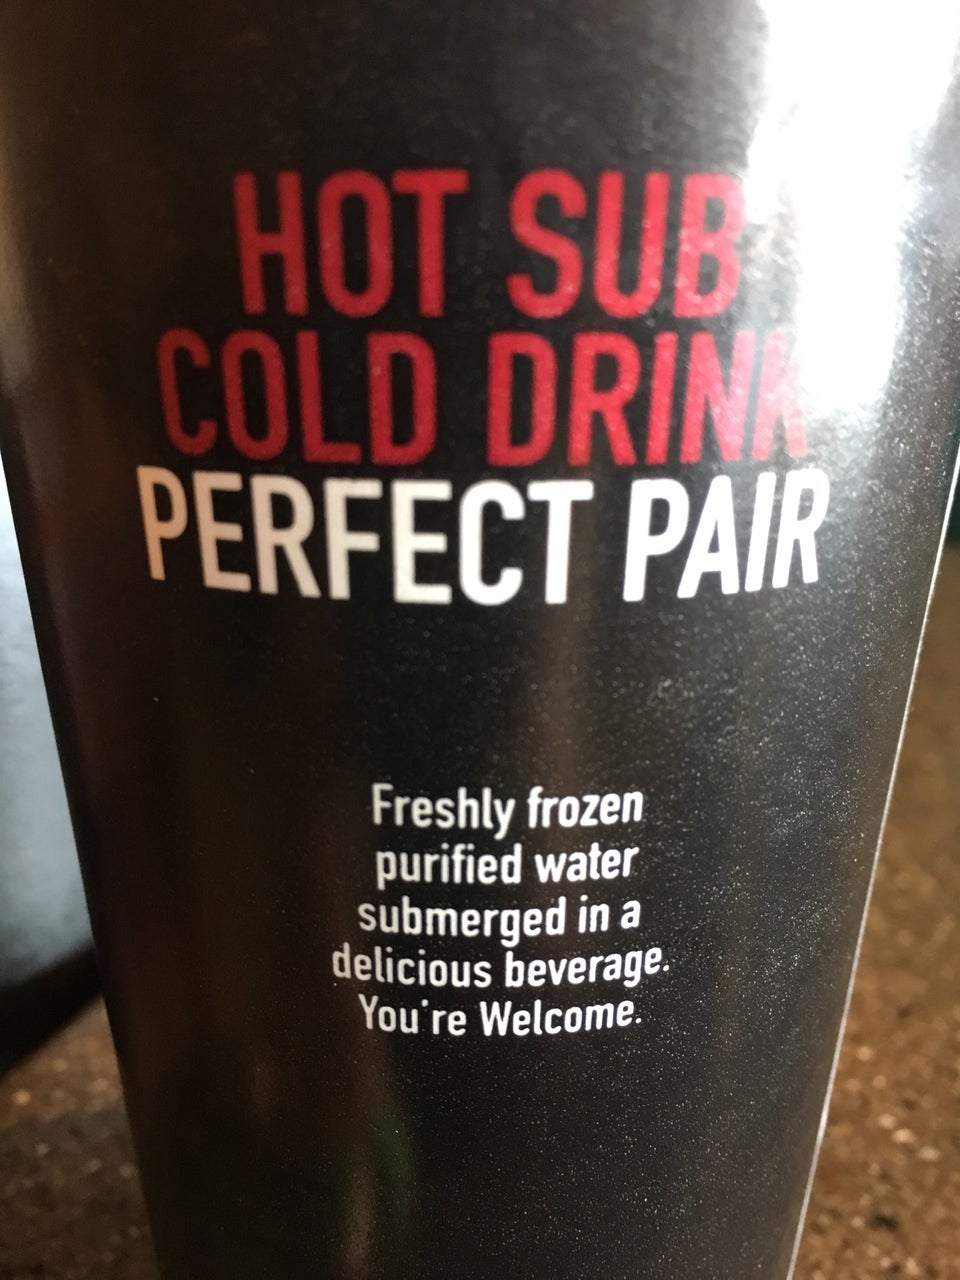 HOT SUB
COLD DRINK
PERFECT PAIR
Freshly frozen
purified water
submerged in a
delicious beverage.
You're Welcome.